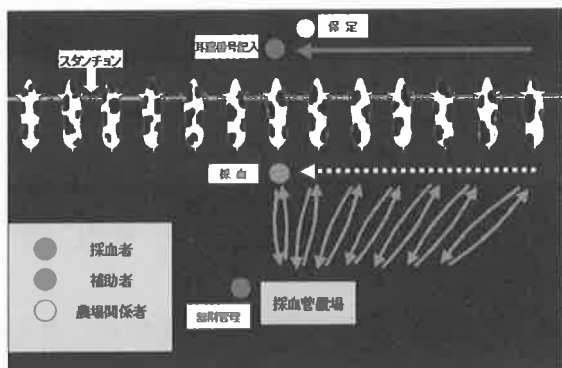 保 定
耳標番号記入
スタンチョン
採 血
採血者
補助者
農場関係者
採血管置場